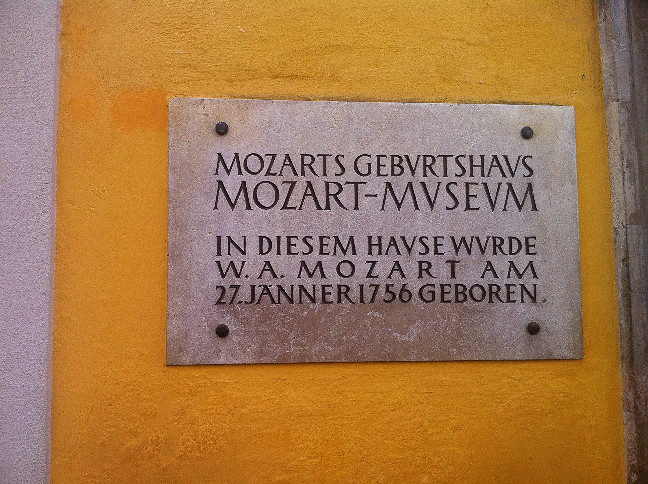 MOZARTS GEBVRTSHAVS
MOZART-MVSEVM
IN DIESEM HAVSE WVRDE
W. A. MOZART AM
27. JÄNNER 1756 GEBOREN.